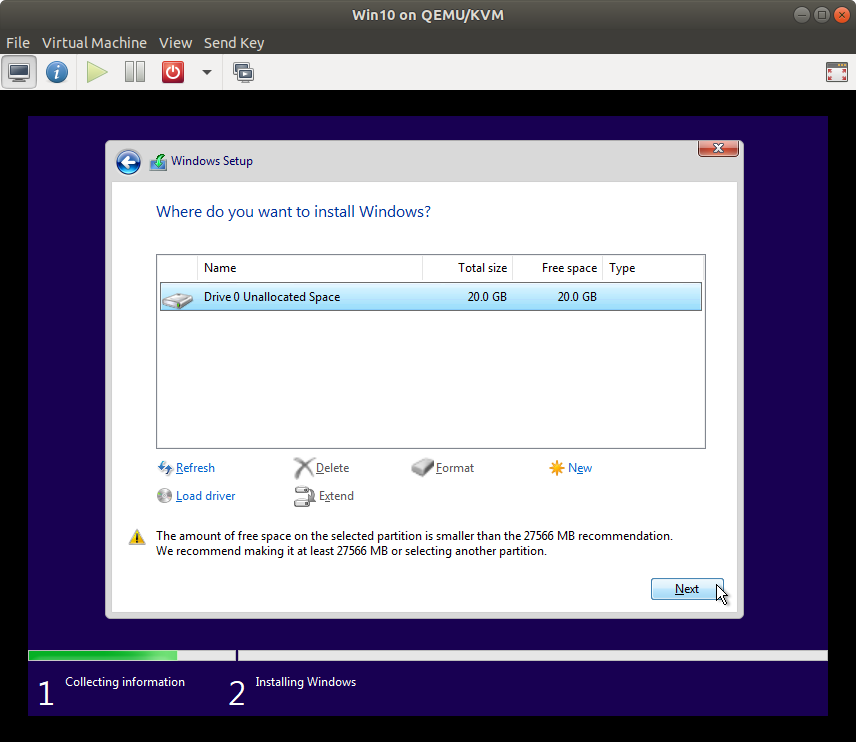 Win10 on QEMU/KVM
File Virtual Machine View Send Key
Windows Setup
Where do you want to install Windows?
Name Total size Free space Type
Drive 0 Unallocated Space 20.0 GB 20.0 GB
Refresh Delete Format New
Load driver Extend
The amount of free space on the selected partition is smaller than the 27566 MB recommendation.
We recommend making it at least 27566 MB or selecting another partition.
Next
1 Collecting information 2 Installing Windows